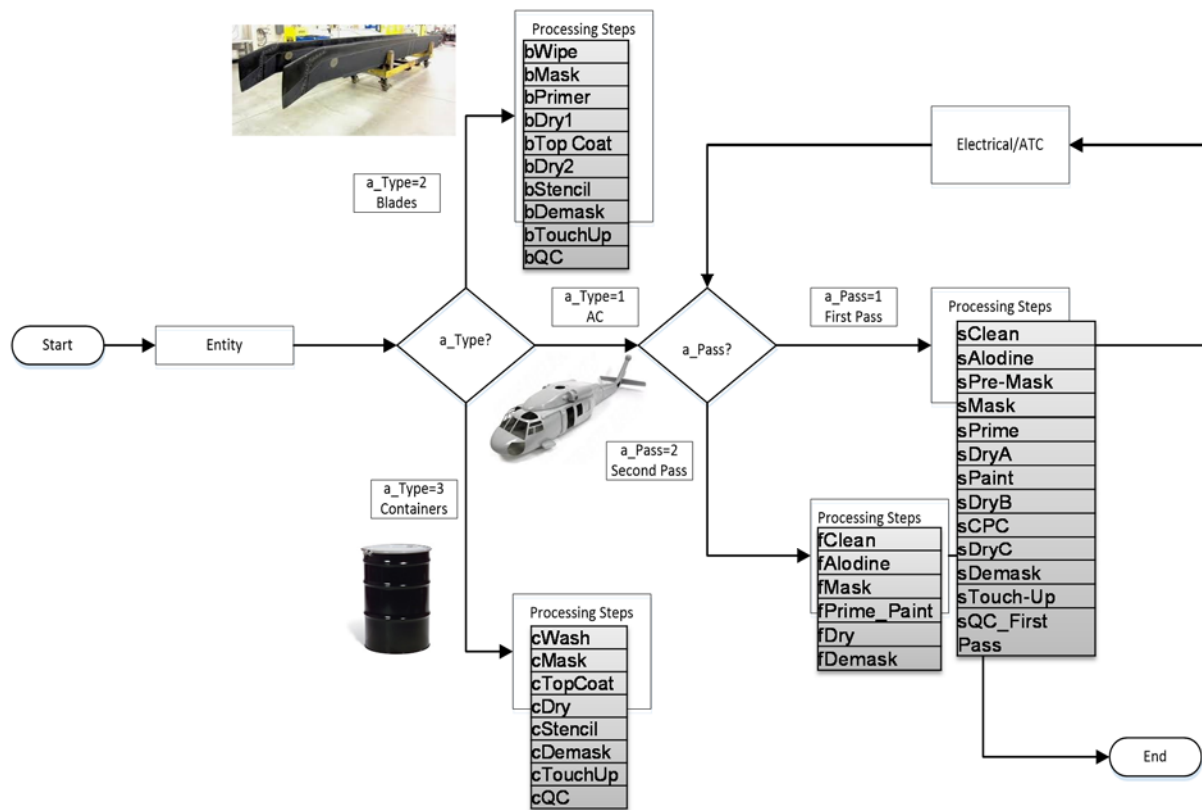 Processing Steps
bWipe
bMask
bPrimer
bDry1
bTop Coat
bDry2
bStencil
bDemask
bTouchUp
bQC
Electrical/ATC
a_Type=2
Blades
a_Type=1
AC
a_Pass=1
First Pass
Start
Entity
a_Type?
a_Pass?
Processing Steps
sClean
sAlodine
sPre-Mask
sMask
sPrime
sDryA
sPaint
sDryB
sCPC
sDryC
sDemask
sTouch-Up
sQC_First
Pass
a_Pass=2
Second Pass
a_Type=3
Containers
Processing Steps
fClean
fAlodine
fMask
fPrime_Paint
fDry
fDemask
Processing Steps
cWash
cMask
cTopCoat
cDry
cStencil
cDemask
cTouchUp
cQC
End